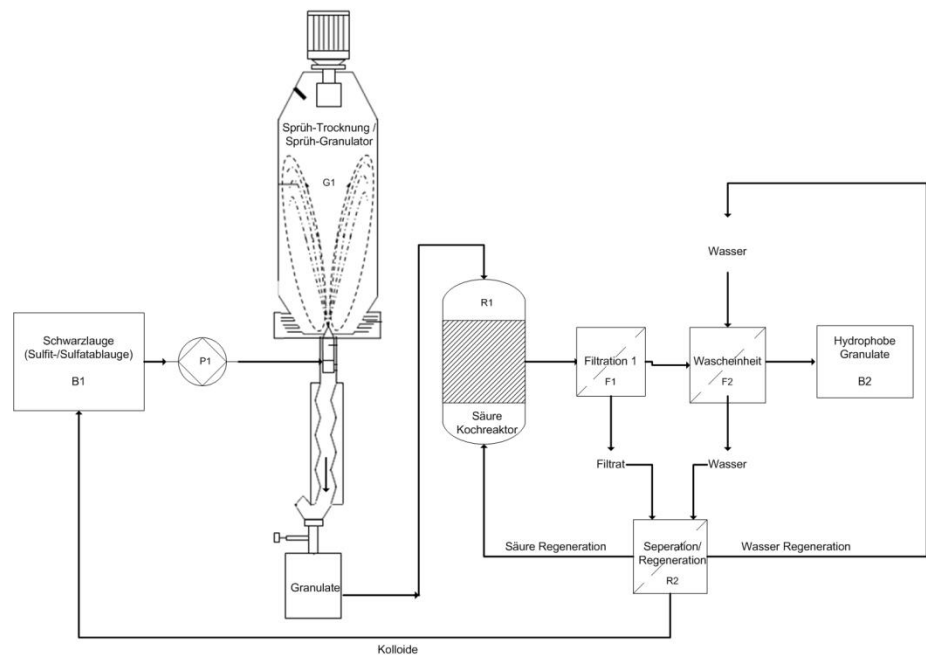 Sprüh-Trocknung /
Sprüh-Granulator
G1
Wasser
R1
Schwarzlauge
(Sulfit-/Sulfatablauge)
B1
P1
Filtration 1
F1
Wascheinheit
F2
Hydrophobe
Granulate
B2
Säure
Kochreaktor
Filtrat
Wasser
Säure Regeneration
Seperation/
Regeneration
R2
Wasser Regeneration
Granulate
Kolloide